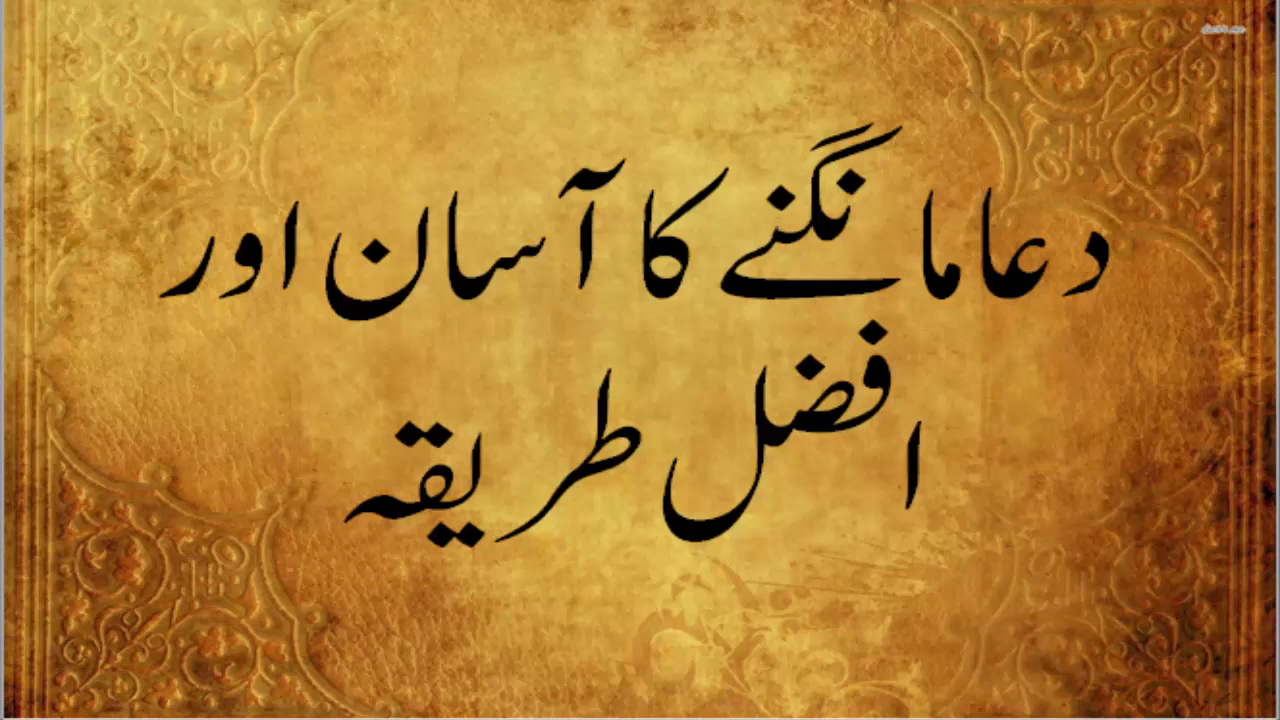 دعا مانگنے کا آسان اور
افضل طریقہ